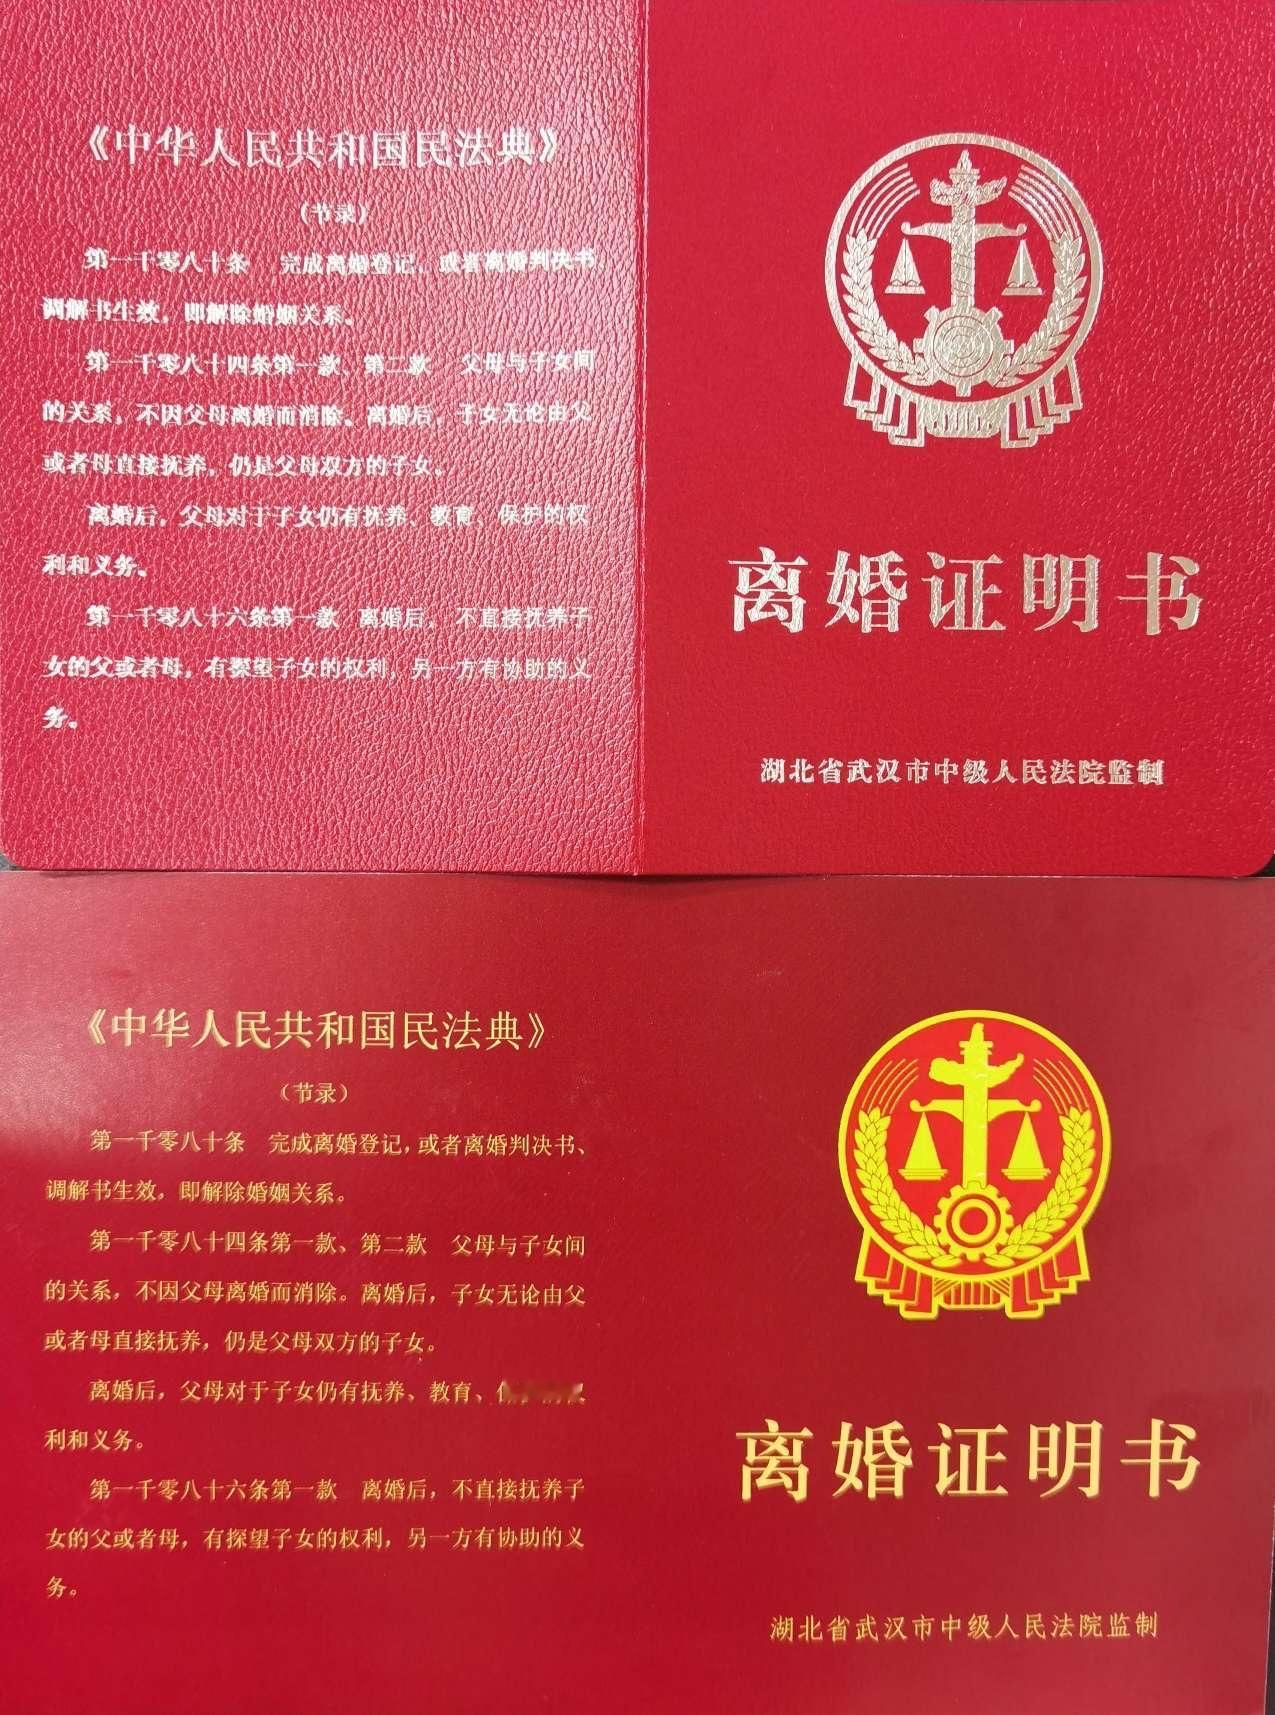 《中华人民共和国民法典》
(节录)
第一千零八十条 完成离婚登记,或者离婚判决书
调解书生效,即解除婚姻关系。
第一千零八十四条第一款、第二款 父母与子女间
的关系,不因父母离婚而消除。离婚后,子女无论由父
或者母直接抚养,仍是父母双方的子女。
离婚后,父母对于子女仍有抚养、教育、保护的权
利和义务。
第一千零八十六条第一款 离婚后,不直接抚养子
女的父或者母,有探望子女的权利,另一方有协助的义
务。
离婚证明书
湖北省武汉市中级人民法院监制
《中华人民共和国民法典》
(节录)
第一千零八十条 完成离婚登记,或者离婚判决书、
调解书生效,即解除婚姻关系。
第一千零八十四条第一款、第二款 父母与子女间
的关系,不因父母离婚而消除。离婚后,子女无论由父
或者母直接抚养,仍是父母双方的子女。
离婚后,父母对于子女仍有抚养、教育、
利和义务。
第一千零八十六条第一款 离婚后,不直接抚养子
女的父或者母,有探望子女的权利,另一方有协助的义
务。
离婚证明书
湖北省武汉市中级人民法院监制